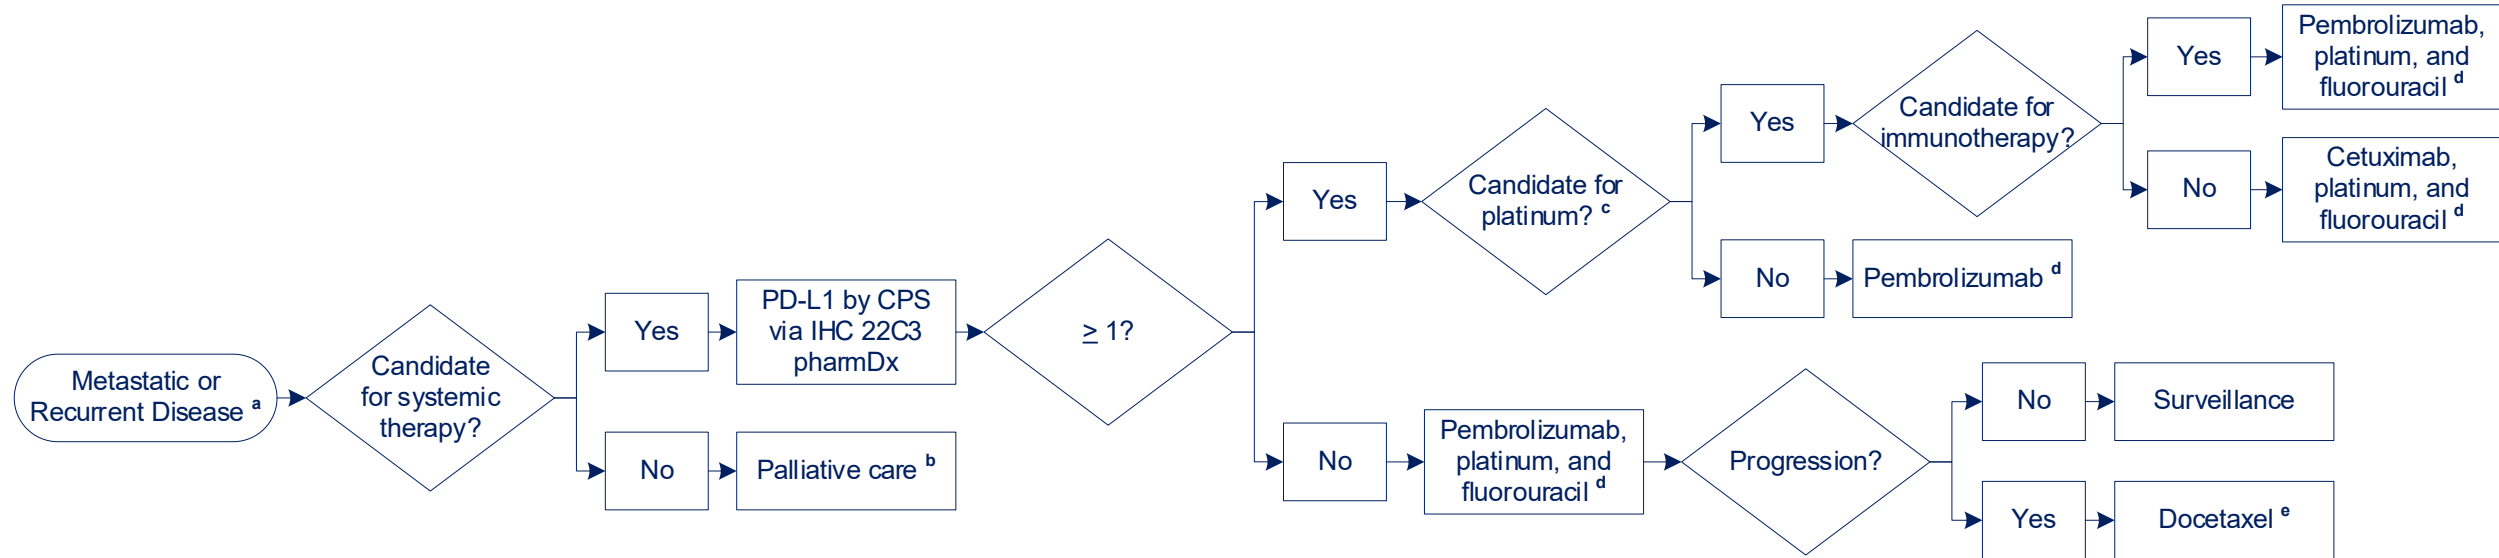 Metastatic or
Recurrent Disease a
Candidate
for systemic
therapy?
Yes
PD-L1 by CPS
via IHC 22C3
pharmDx
No
Palliative care b
≥ 1?
Yes
Candidate for
platinum? c
Yes
Candidate for
immunotherapy?
Yes
Pembrolizumab,
platinum, and
fluorouracil d
No
Cetuximab,
platinum, and
fluorouracil d
No
Pembrolizumab d
No
Pembrolizumab,
platinum, and
fluorouracil d
Progression?
No
Surveillance
Yes
Docetaxel e